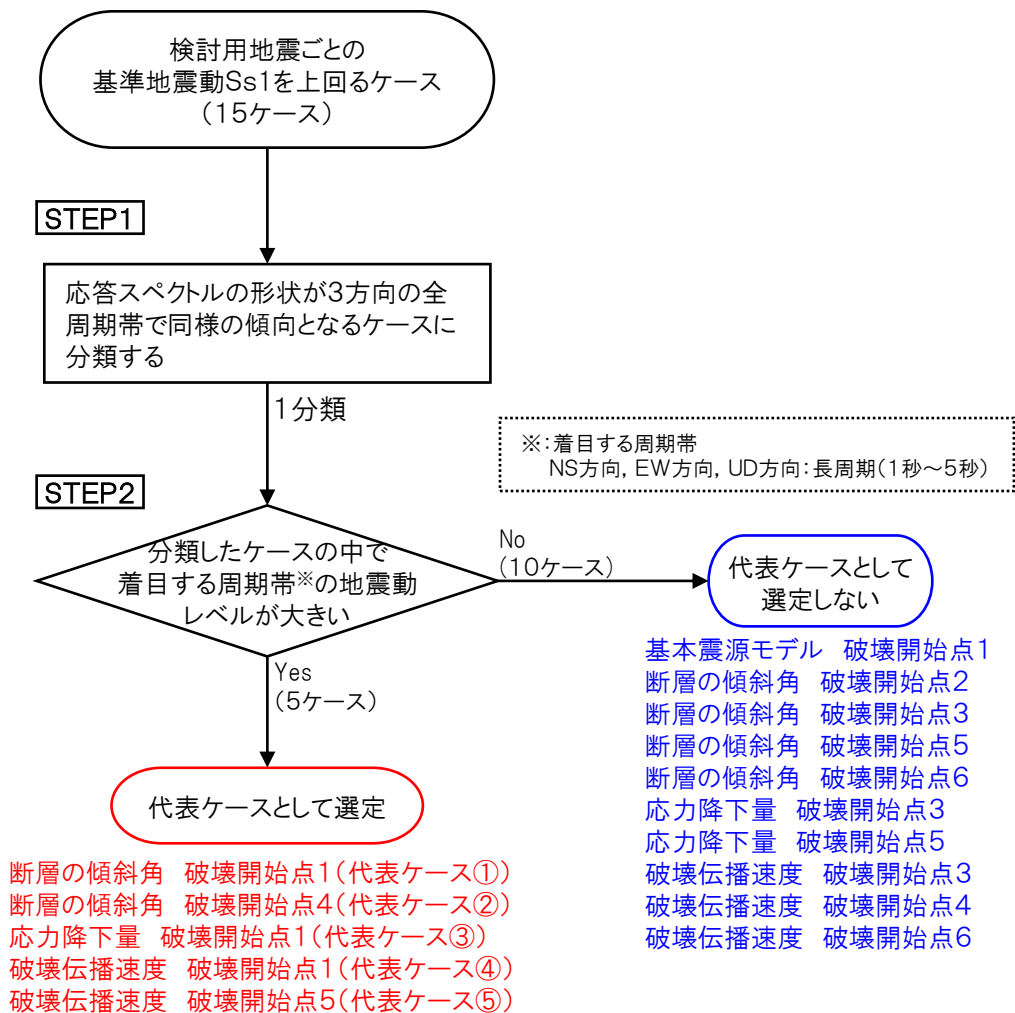 検討用地震ごとの
基準地震動Ss1を上回るケース
（15ケース）
STEP1
応答スペクトルの形状が3方向の全
周期帯で同様の傾向となるケースに
分類する
1分類
※：着目する周期帯
NS方向，EW方向，UD方向：長周期（1秒～5秒）
STEP2
分類したケースの中で
着目する周期帯※の地震動
レベルが大きい
No
(10ケース)
代表ケースとして
選定しない
基本震源モデル　破壊開始点1
断層の傾斜角　破壊開始点2
断層の傾斜角　破壊開始点3
断層の傾斜角　破壊開始点5
断層の傾斜角　破壊開始点6
応力降下量　破壊開始点3
応力降下量　破壊開始点5
破壊伝播速度　破壊開始点3
破壊伝播速度　破壊開始点4
破壊伝播速度　破壊開始点6
Yes
(5ケース)
代表ケースとして選定
断層の傾斜角　破壊開始点1（代表ケース①）
断層の傾斜角　破壊開始点4（代表ケース②）
応力降下量　破壊開始点1（代表ケース③）
破壊伝播速度　破壊開始点1（代表ケース④）
破壊伝播速度　破壊開始点5（代表ケース⑤）